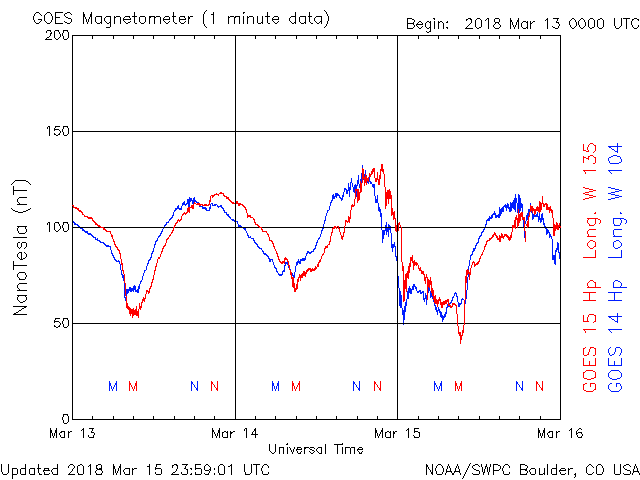 GOES Magnetometer (1 minute data)
Begin: 2018 Mar 13 0000 UTC
200
150
100
50
0
NanoTesla (nT)
M M N N M M N N M M N N
Mar 13 Mar 14 Mar 15 Mar 16
Universal Time
GOES 15 Hp Long. W 135
GOES 14 Hp Long. W 104
Updated 2018 Mar 15 23:59:01 UTC
NOAA/SWPC Boulder, CO USA